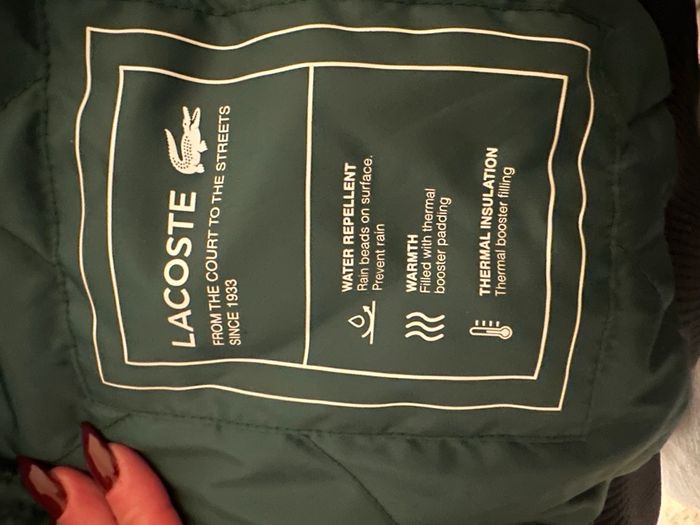 LACOSTE
FROM THE COURT TO THE STREETS
SINCE 1933
WATER REPELLENT
Rain beads on surface.
Prevent rain
WARMTH
Filled with thermal
booster padding
THERMAL INSULATION
Thermal booster filling